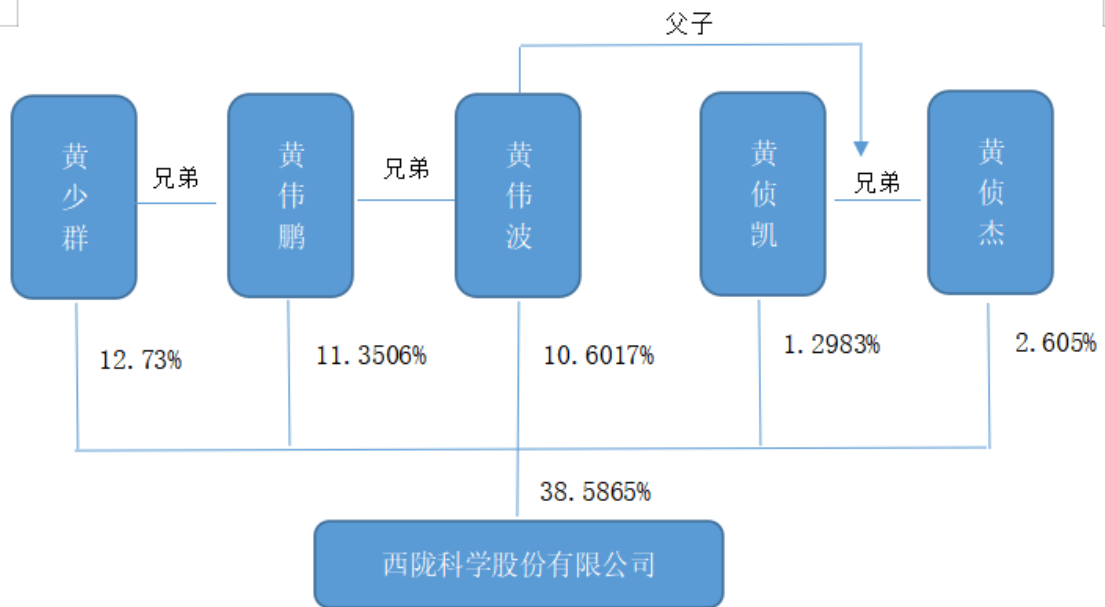 父子
黄少群
兄弟
黄伟鹏
兄弟
黄伟波
黄侦凯
兄弟
黄侦杰
12.73%
11.3506%
10.6017%
1.2983%
2.605%
38.5865%
西陇科学股份有限公司